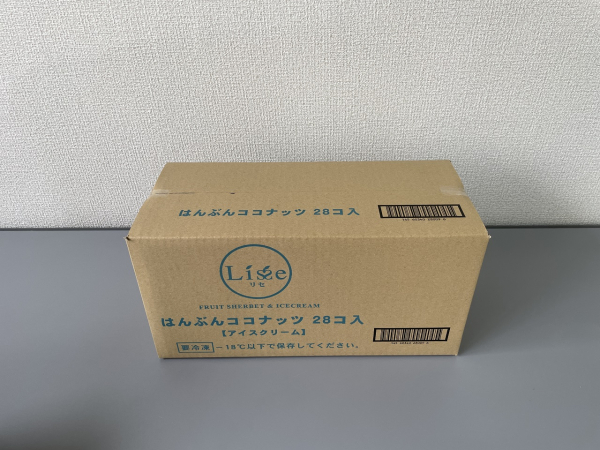 はんぶんココナッツ 28コ入
Lisse
リセ
FRUIT SHERBET & ICECREAM
はんぶんココナッツ 28コ入
【アイスクリーム】
要冷凍 −18℃以下で保存してください。